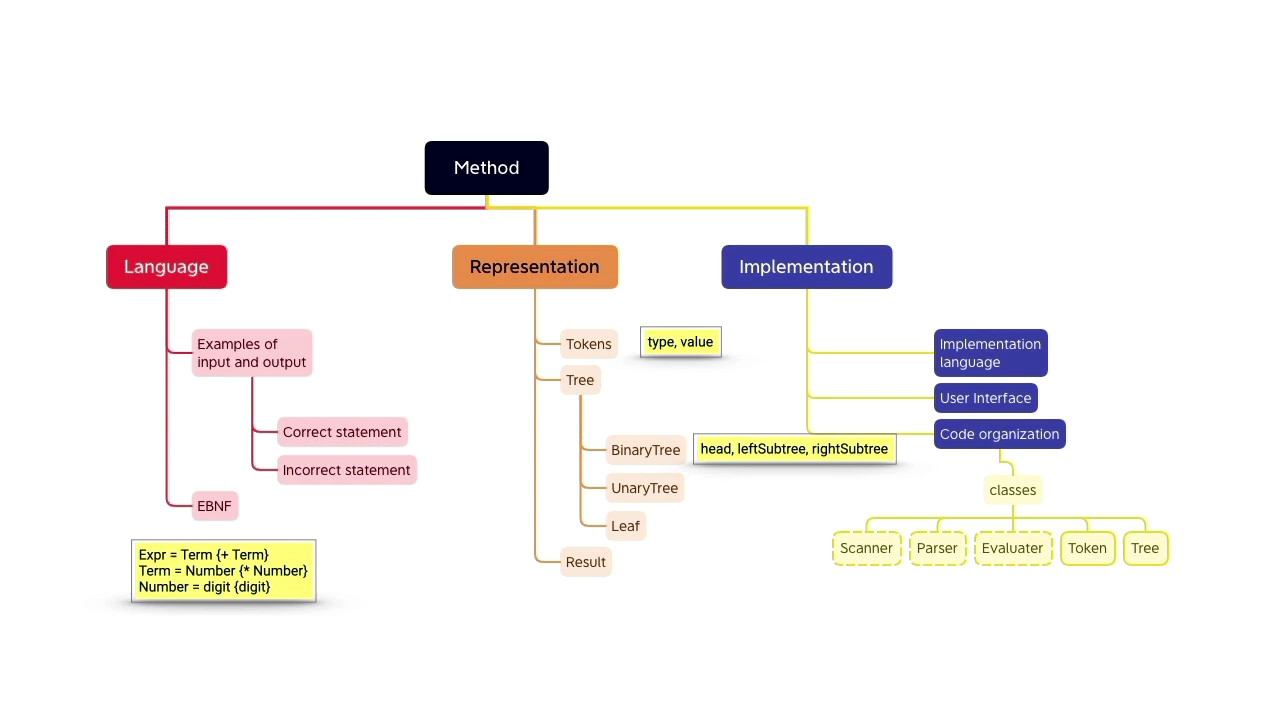 Method
Language
Representation
Implementation
Examples of
input and output
Correct statement
Incorrect statement
EBNF
Expr = Term {+ Term}
Term = Number {* Number}
Number = digit {digit}
Tokens
type, value
Tree
BinaryTree
head, leftSubtree, rightSubtree
UnaryTree
Leaf
Result
Implementation
language
User Interface
Code organization
classes
Scanner
Parser
Evaluater
Token
Tree